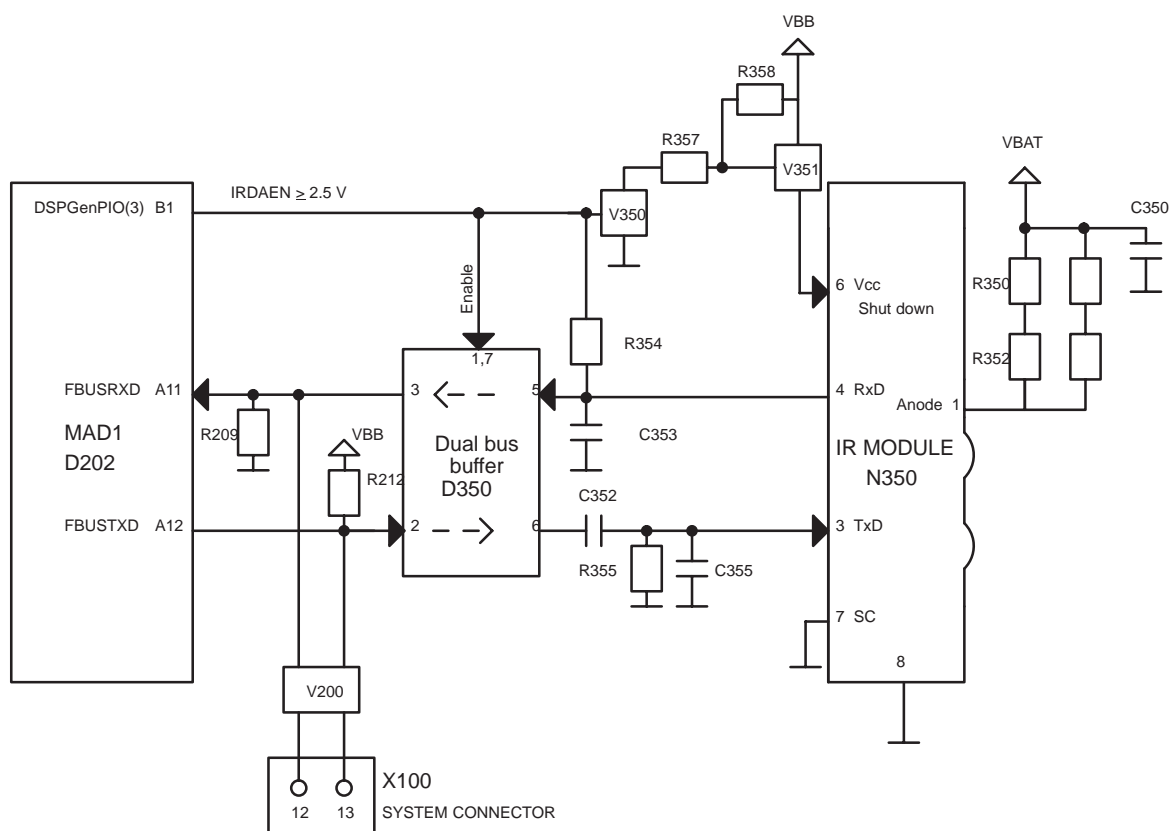 VBB
R358
R357
VBAT
V351
C350
DSPGenPIO(3) B1
IRDAEN ≥ 2.5 V
V350
Enable
6 Vcc
Shut down
R350
R354
R352
1,7
FBUSRXD A11
3
5
4 RxD
Anode 1
MAD1
D202
R209
VBB
Dual bus
buffer
D350
C353
IR MODULE
N350
R212
C352
FBUSTXD A12
2
6
3 TxD
R355
C355
7 SC
8
V200
X100
12 13 SYSTEM CONNECTOR